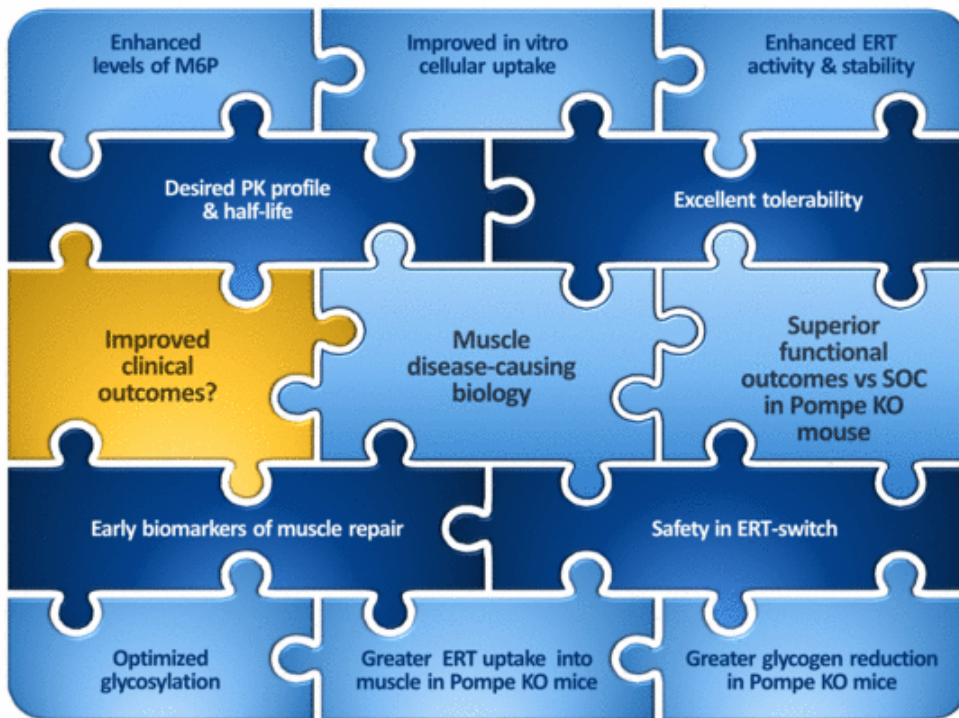 Enhanced
levels of M6P
Improved in vitro
cellular uptake
Enhanced ERT
activity & stability
Desired PK profile
& half-life
Excellent tolerability
Improved
clinical
outcomes?
Muscle
disease-causing
biology
Superior
functional
outcomes vs SOC
in Pompe KO
mouse
Early biomarkers of muscle repair
Safety in ERT-switch
Optimized
glycosylation
Greater ERT uptake into
muscle in Pompe KO mice
Greater glycogen reduction
in Pompe KO mice